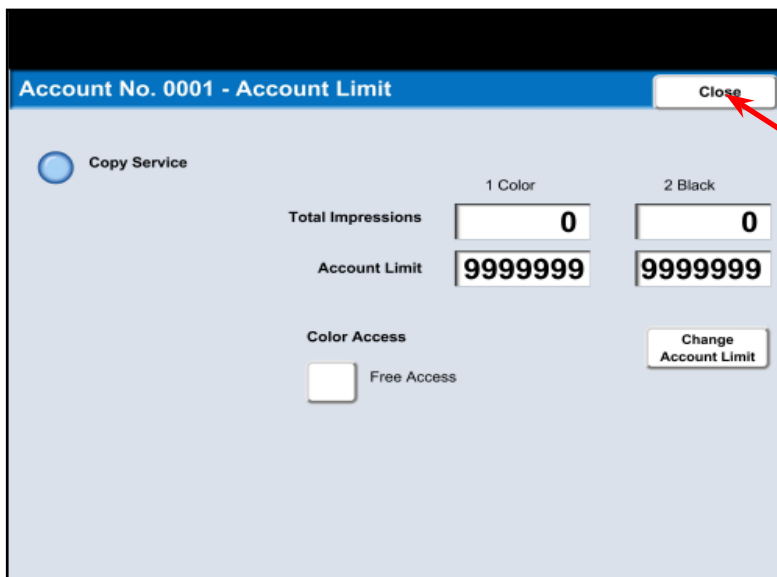 Account No. 0001 - Account Limit Close
Copy Service
1 Color 2 Black
Total Impressions 0 0
Account Limit 9999999 9999999
Color Access Change
Account Limit
Free Access